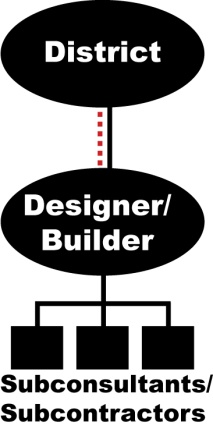 District
Designer/
Builder
Subconsultants/
Subcontractors